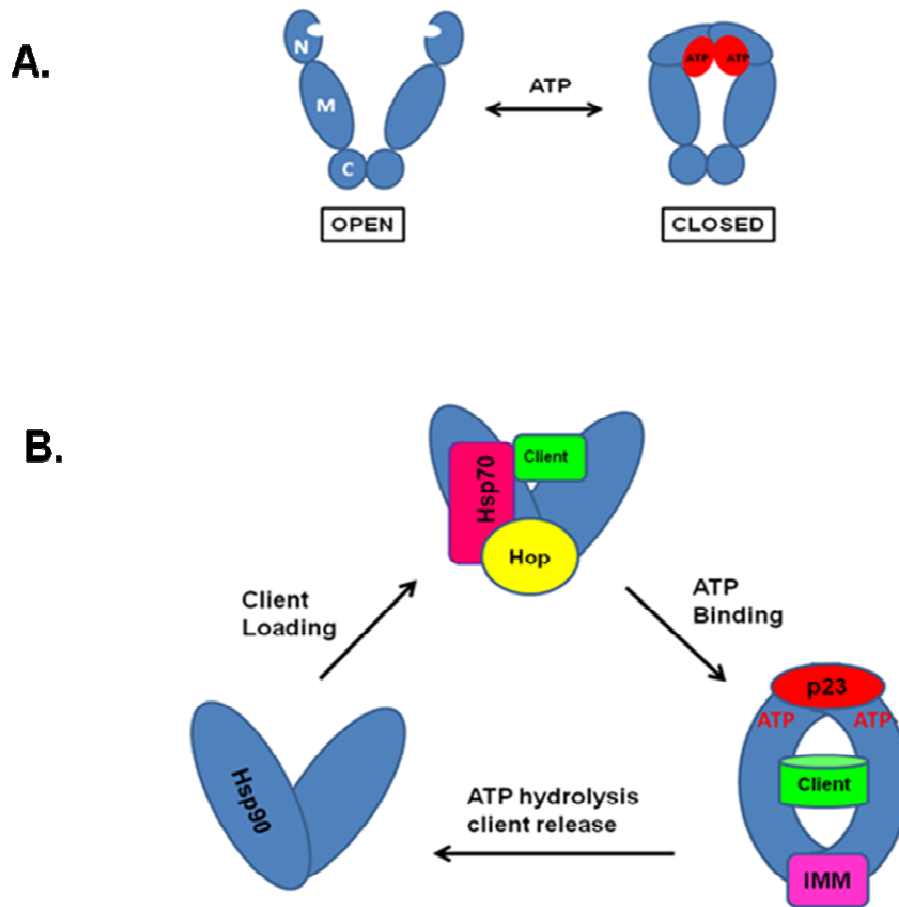 A.
N
M
C
ATP
ATP
ATP
OPEN
CLOSED
B.
Hsp70
Client
Hop
Client
Loading
ATP
Binding
p23
ATP
ATP
Client
IMM
Hsp90
ATP hydrolysis
client release